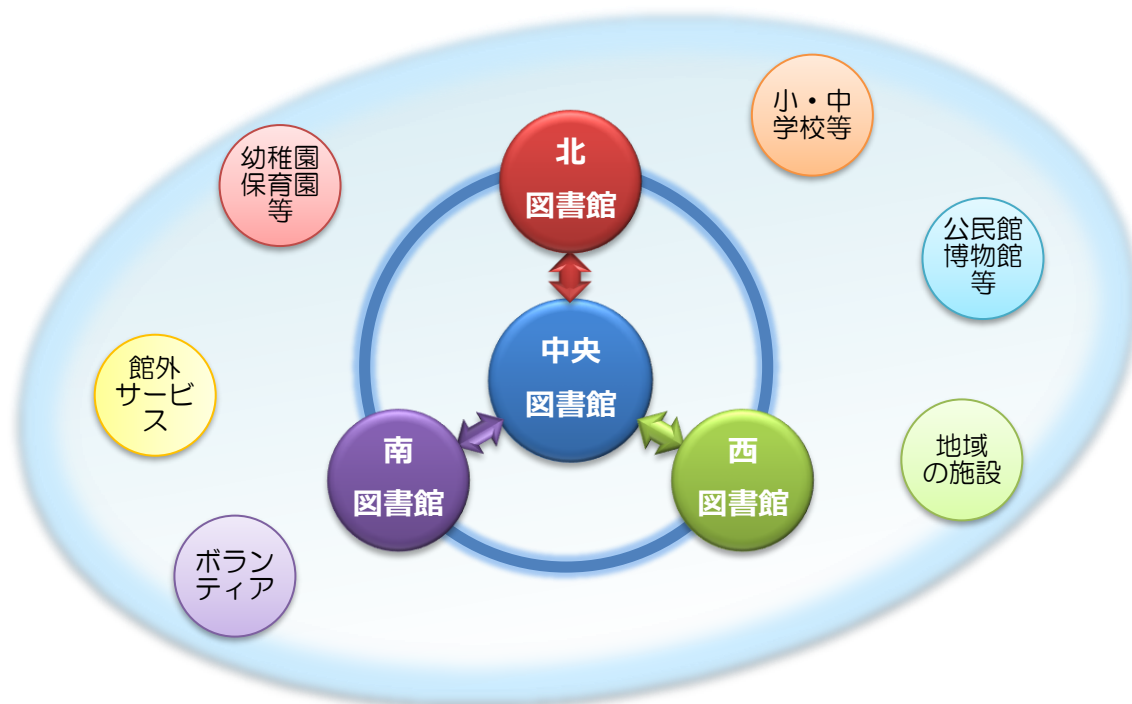 小・中
学校等
北
図書館
幼稚園
保育園
等
公民館
博物館
等
中央
図書館
館外
サービ
ス
南
図書館
西
図書館
地域
の施設
ボラン
ティア